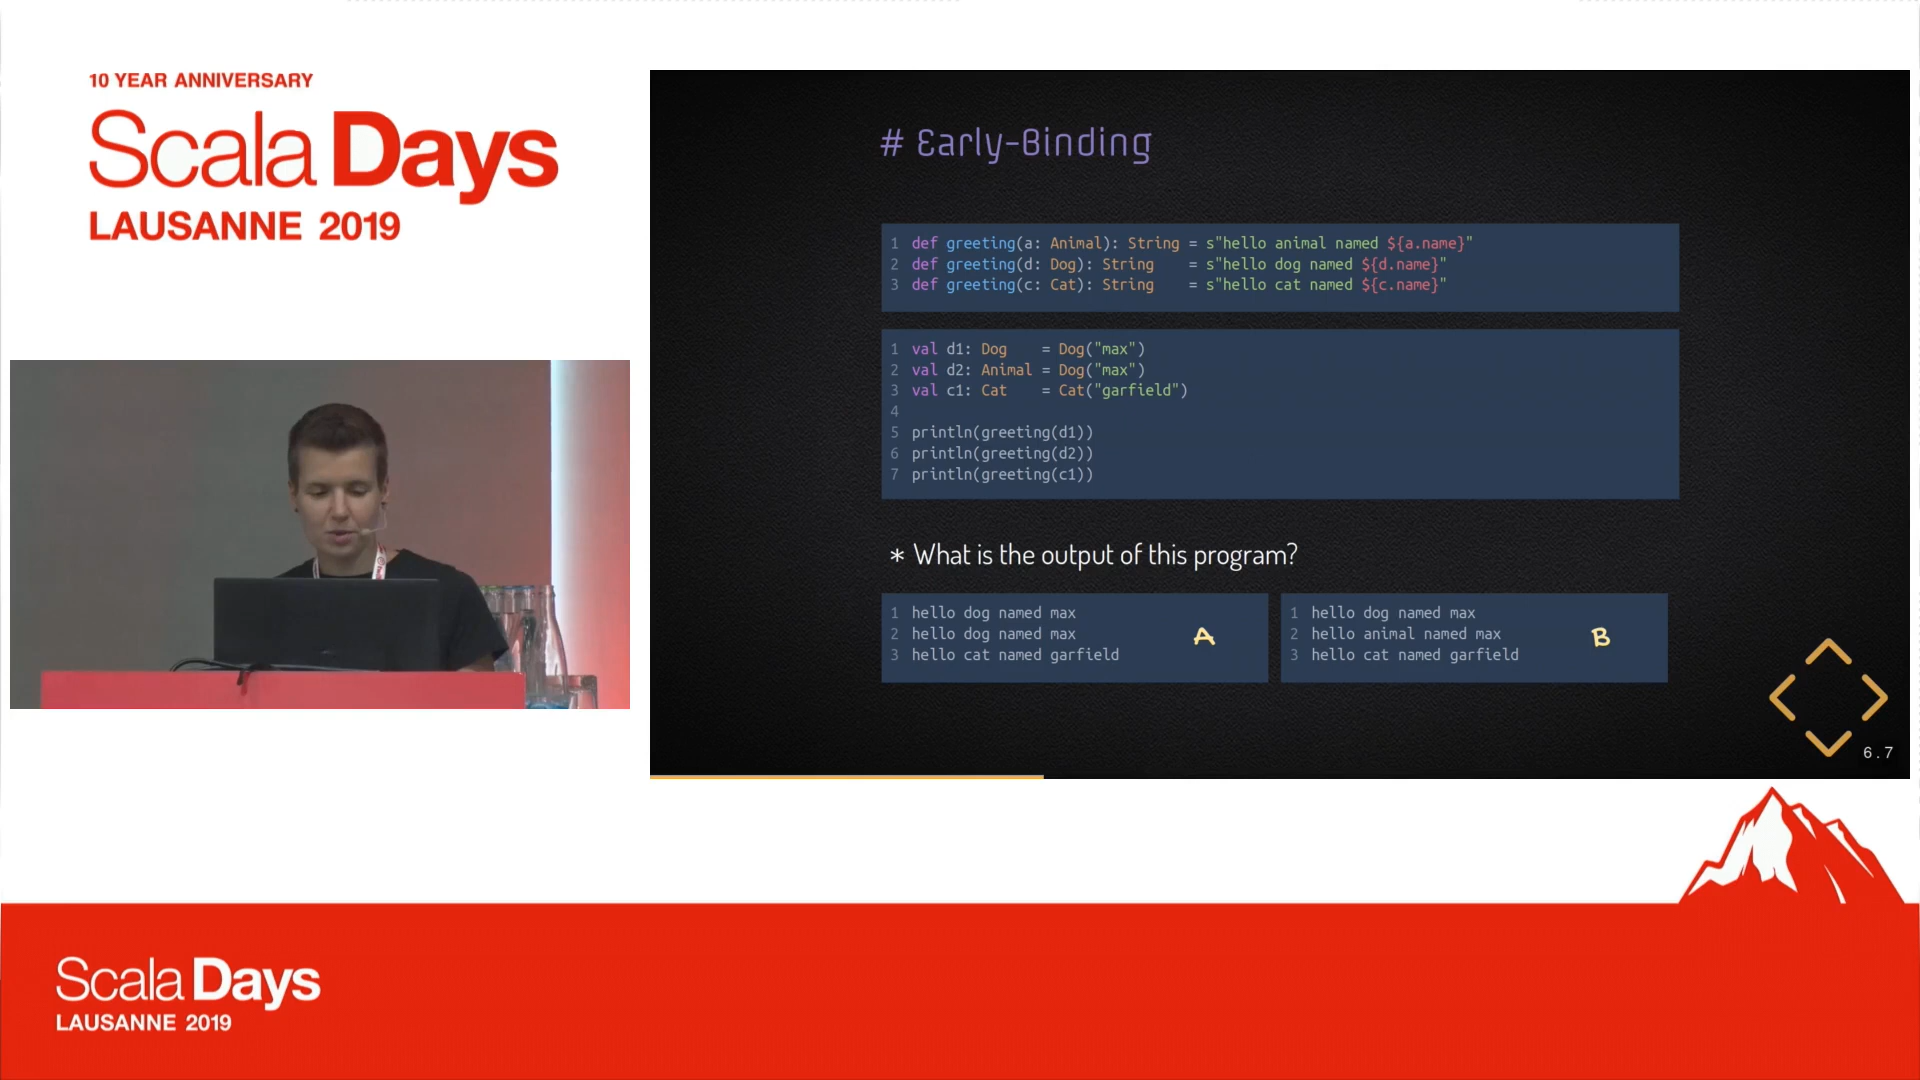 10 YEAR ANNIVERSARY
Scala Days
LAUSANNE 2019
# Early-Binding
1 def greeting(a: Animal): String = s"hello animal named ${a.name}"
2 def greeting(d: Dog): String    = s"hello dog named ${d.name}"
3 def greeting(c: Cat): String    = s"hello cat named ${c.name}"
1 val d1: Dog    = Dog("max")
2 val d2: Animal = Dog("max")
3 val c1: Cat    = Cat("garfield")
4
5 println(greeting(d1))
6 println(greeting(d2))
7 println(greeting(c1))
* What is the output of this program?
1 hello dog named max
2 hello dog named max
3 hello cat named garfield
A
1 hello dog named max
2 hello animal named max
3 hello cat named garfield
B
6.7
Scala Days
LAUSANNE 2019